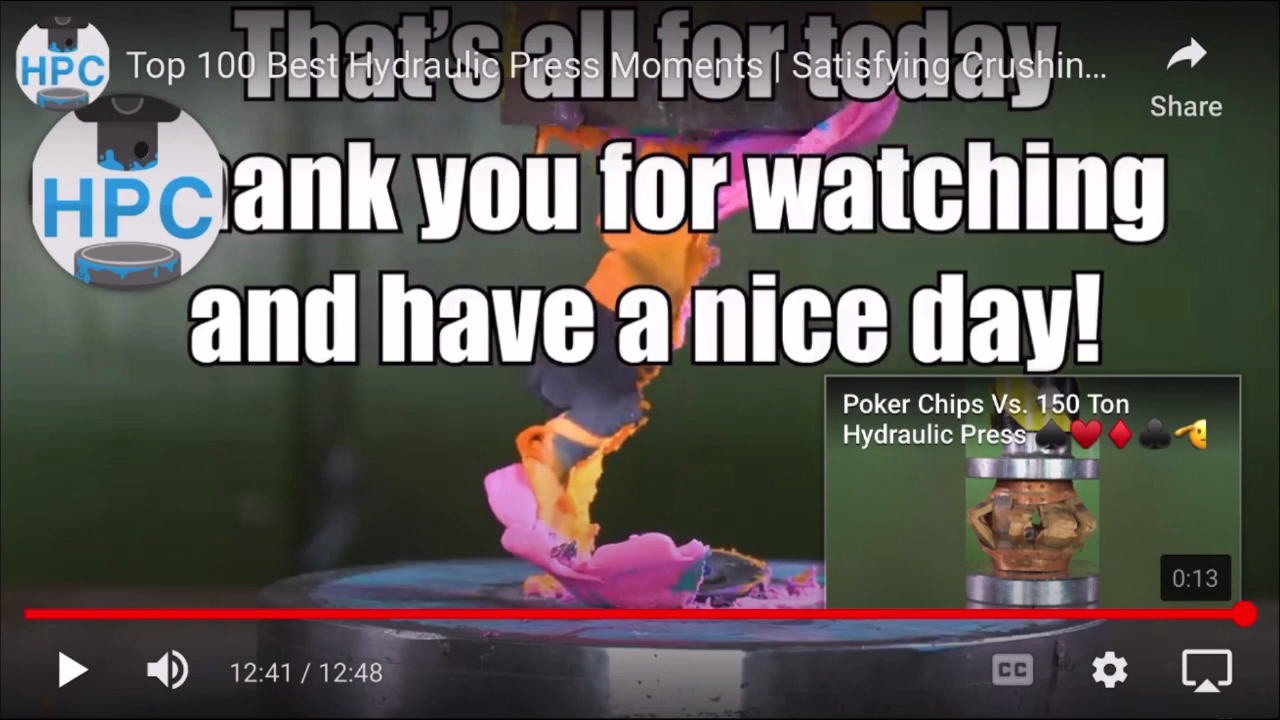 HPC
Top 100 Best Hydraulic Press Moments | Satisfying Crushin...
Share
That's all for today
HPC
hank you for watching
and have a nice day!
Poker Chips Vs. 150 Ton
Hydraulic Press ♠️❤️♦️♣️
0:13
12:41 / 12:48
CC